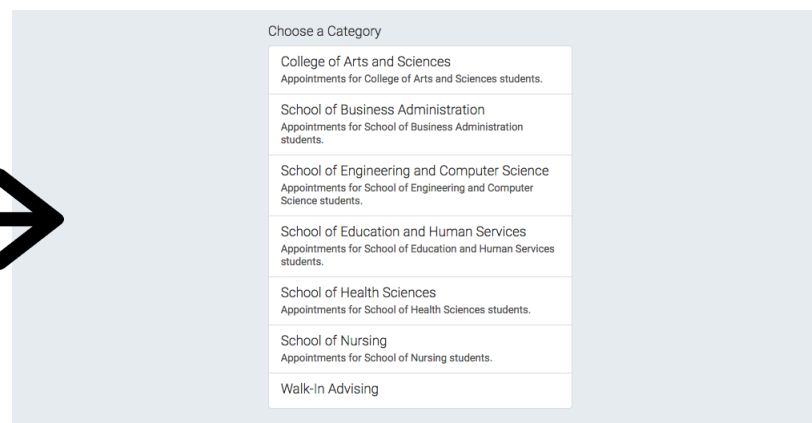 Choose a Category
College of Arts and Sciences
Appointments for College of Arts and Sciences students.
School of Business Administration
Appointments for School of Business Administration
students.
School of Engineering and Computer Science
Appointments for School of Engineering and Computer
Science students.
School of Education and Human Services
Appointments for School of Education and Human Services
students.
School of Health Sciences
Appointments for School of Health Sciences students.
School of Nursing
Appointments for School of Nursing students.
Walk-In Advising